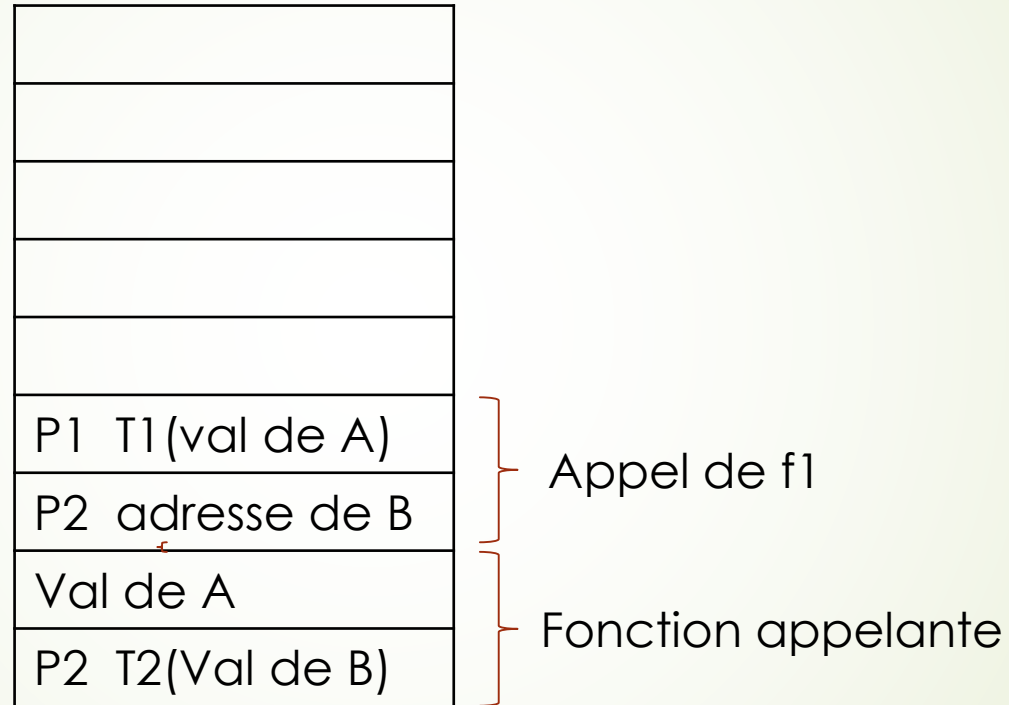 P1 T1(val de A)
P2 adresse de B
Appel de f1
Val de A
P2 T2(Val de B)
Fonction appelante